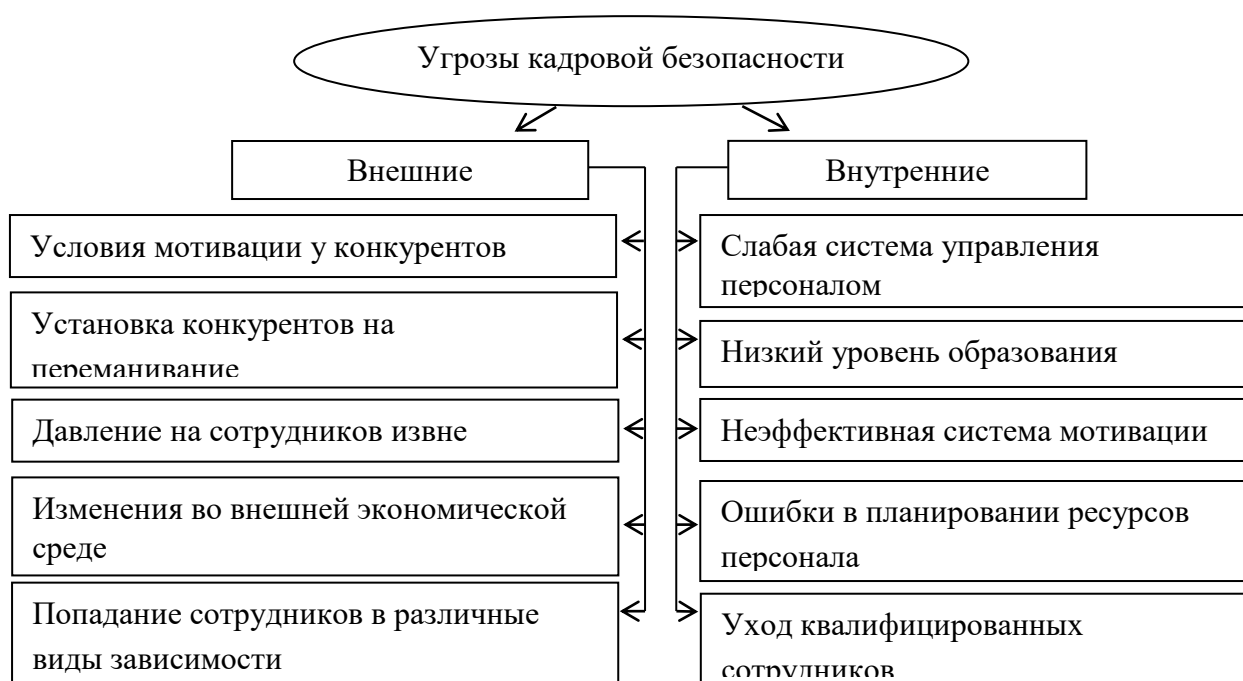 Угрозы кадровой безопасности
Внешние
Внутренние
Условия мотивации у конкурентов
Установка конкурентов на
переманивание
Давление на сотрудников извне
Изменения во внешней экономической
среде
Попадание сотрудников в различные
виды зависимости
Слабая система управления
персоналом
Низкий уровень образования
Неэффективная система мотивации
Ошибки в планировании ресурсов
персонала
Уход квалифицированных
сотрудников